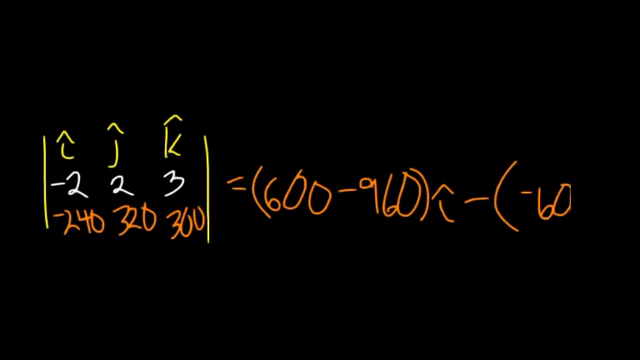 | î ĵ k̂ |
| -2 2 3 | = (600 - 960) î - ( -60
| -240 320 300 |